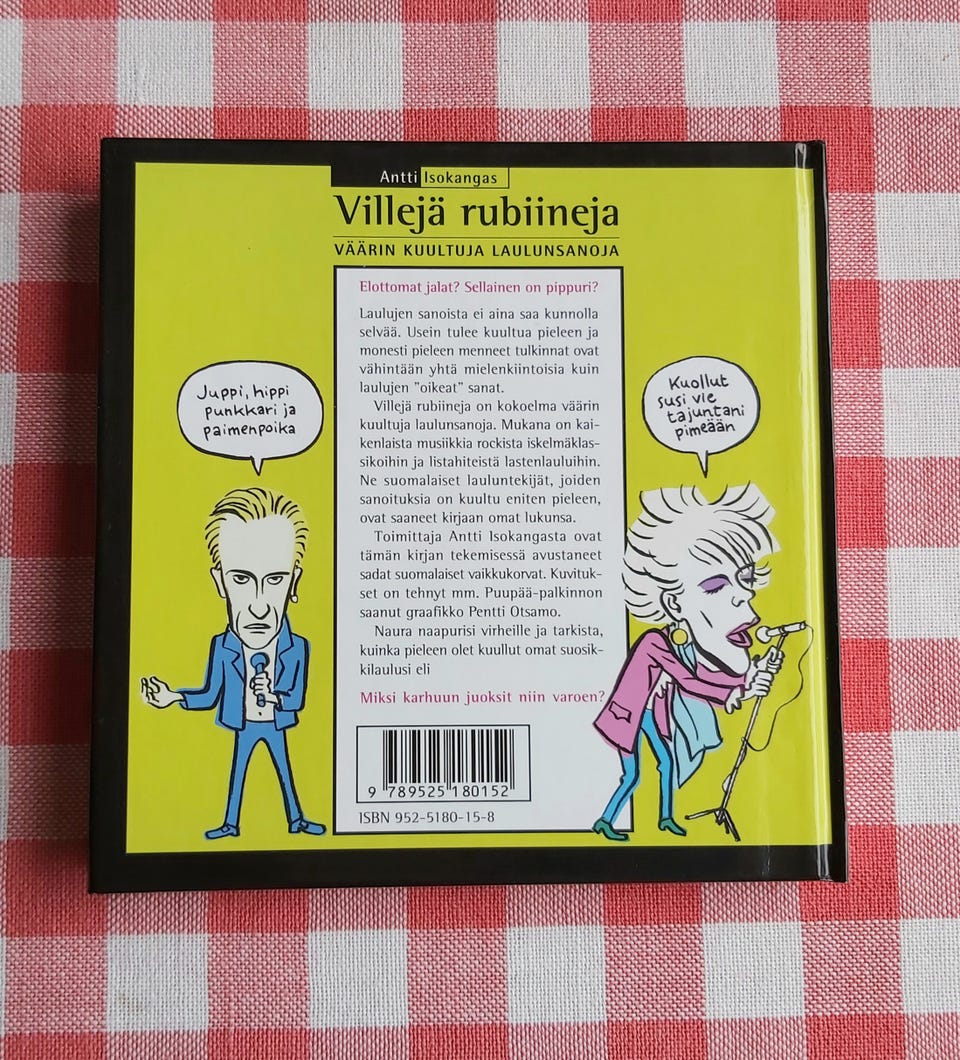 Antti Isokangas
Villejä rubiineja
VÄÄRIN KUULTUJA LAULUNSANOJA
Elottomat jalat? Sellainen on pippuri?
Laulujen sanoista ei aina saa kunnolla
selvää. Usein tulee kuultua pieleen ja
monesti pieleen menneet tulkinnat ovat
vähintään yhtä mielenkiintoisia kuin
laulujen "oikeat" sanat.
Villejä rubiineja on kokoelma väärin
kuultuja laulunsanoja. Mukana on kai-
kenlaista musiikkia rockista iskelmäklas-
sikoihin ja listahiteistä lastenlauluihin.
Ne suomalaiset lauluntekijät, joiden
sanoituksia on kuultu eniten pieleen,
ovat saaneet kirjaan omat lukunsa.
Toimittaja Antti Isokangasta ovat
tämän kirjan tekemisessä avustaneet
sadat suomalaiset vaikkukorvat. Kuvituk-
set on tehnyt mm. Puupää-palkinnon
saanut graafikko Pentti Otsamo.
Naura naapurisi virheille ja tarkista,
kuinka pieleen olet kuullut omat suosik-
kilaulusi eli
Miksi karhuun juoksit niin varoen?
9 789525 180152
ISBN 952-5180-15-8
Juppi, hippi
punkkari ja
paimenpoika
Kuollut
susi vie
tajuntani
pimeään